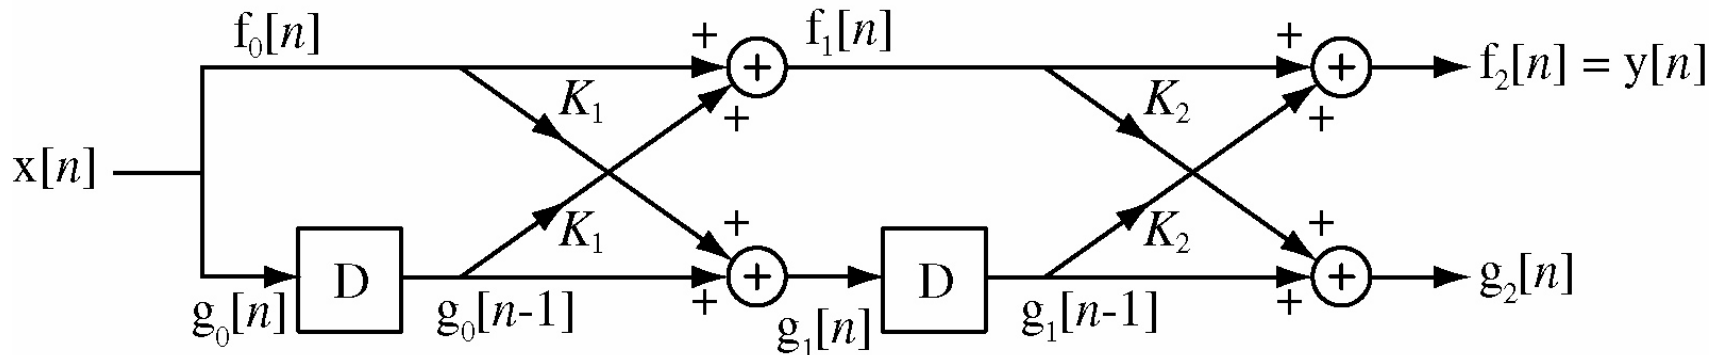 f₀[n] + f₁[n] + f₂[n] = y[n]
+ +
K₁ K₂
+ +
x[n]
K₁ + K₂ +
D + D +
g₀[n] g₀[n-1] + g₁[n] g₁[n-1] + g₂[n]